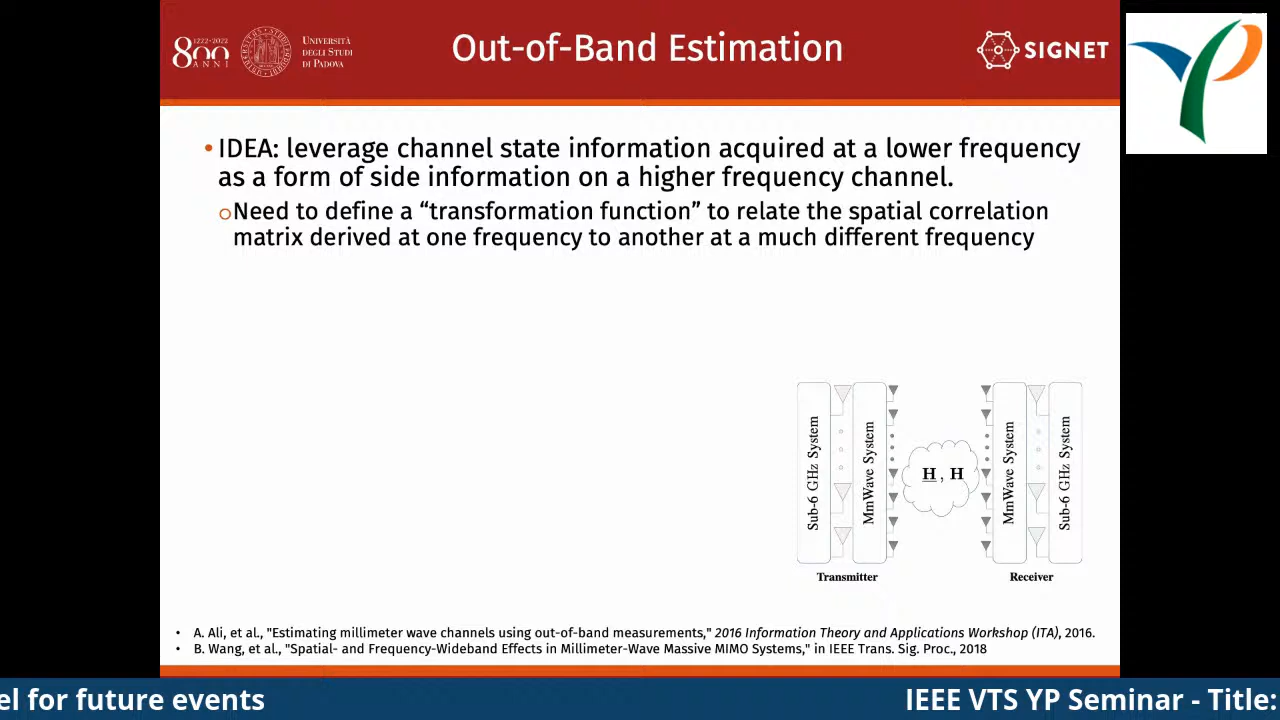 1222-2022
800
ANNI
UNIVERSITÀ
DEGLI STUDI
DI PADOVA
Out-of-Band Estimation
SIGNET
• IDEA: leverage channel state information acquired at a lower frequency
as a form of side information on a higher frequency channel.
o Need to define a “transformation function” to relate the spatial correlation
matrix derived at one frequency to another at a much different frequency
Sub-6 GHz System
MmWave System
H , H
MmWave System
Sub-6 GHz System
Transmitter
Receiver
• A. Ali, et al., "Estimating millimeter wave channels using out-of-band measurements," 2016 Information Theory and Applications Workshop (ITA), 2016.
• B. Wang, et al., "Spatial- and Frequency-Wideband Effects in Millimeter-Wave Massive MIMO Systems," in IEEE Trans. Sig. Proc., 2018
el for future events
IEEE VTS YP Seminar - Title: